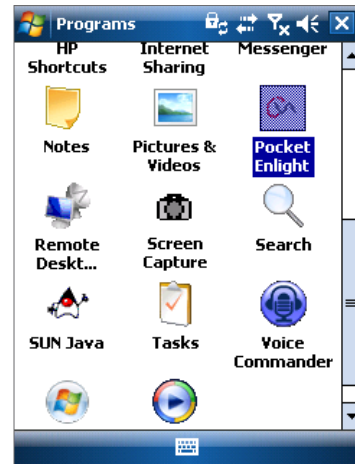 Programs
HP Shortcuts
Internet Sharing
Messenger
Notes
Pictures & Videos
Pocket Enlight
Remote Deskt...
Screen Capture
Search
SUN Java
Tasks
Voice Commander